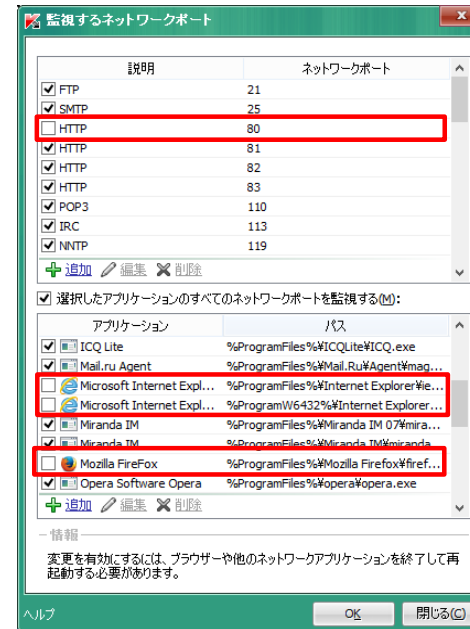 監視するネットワークポート
説明 ネットワークポート
FTP 21
SMTP 25
HTTP 80
HTTP 81
HTTP 82
HTTP 83
POP3 110
IRC 113
NNTP 119
追加 編集 削除
選択したアプリケーションのすべてのネットワークポートを監視する(M):
アプリケーション パス
ICQ Lite %ProgramFiles%¥ICQLite¥ICQ.exe
Mail.ru Agent %ProgramFiles%¥Mail.Ru¥Agent¥mag...
Microsoft Internet Expl... %ProgramFiles%¥Internet Explorer¥ie...
Microsoft Internet Expl... %ProgramW6432%¥Internet Explorer...
Miranda IM %ProgramFiles%¥Miranda IM 07¥mira...
Miranda IM %ProgramFiles%¥Miranda IM¥miranda
Mozilla FireFox %ProgramFiles%¥Mozilla Firefox¥firef...
Opera Software Opera %ProgramFiles%¥opera¥opera.exe
追加 編集 削除
情報
変更を有効にするには、ブラウザーや他のネットワークアプリケーションを終了して再
起動する必要があります。
ヘルプ OK 閉じる(C)